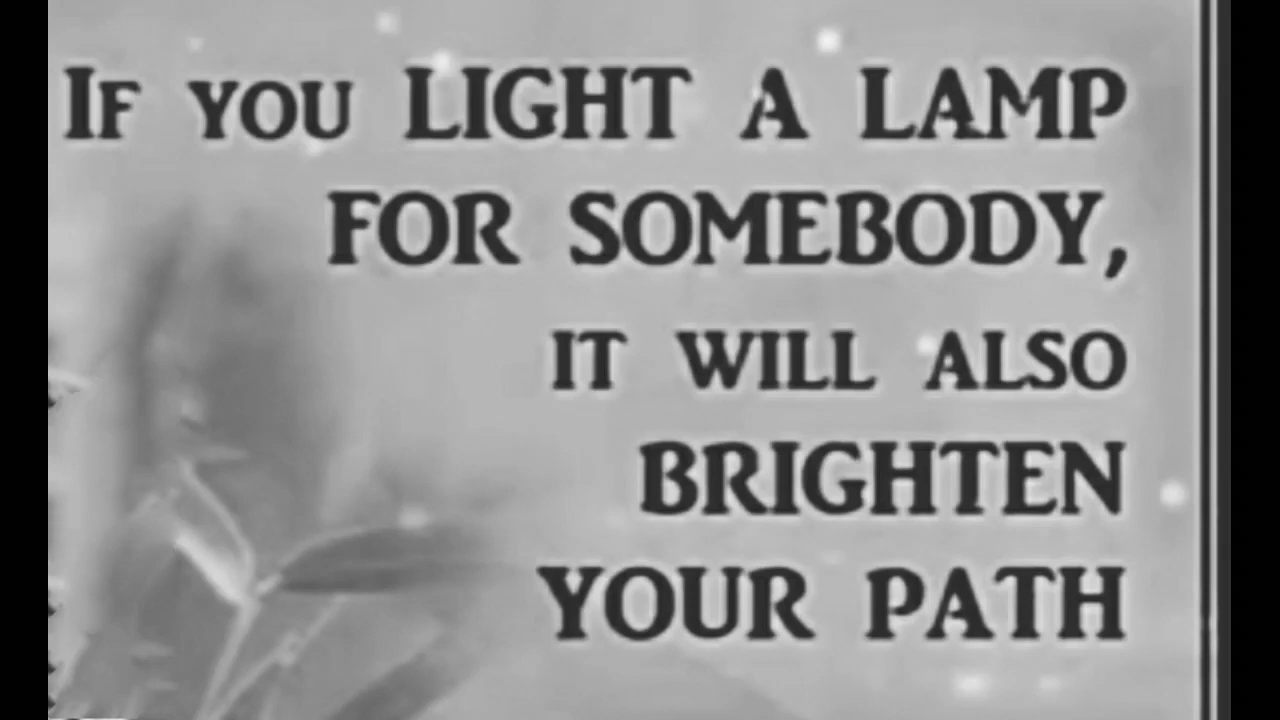 If you LIGHT A LAMP
FOR SOMEBODY,
IT WILL ALSO
BRIGHTEN
YOUR PATH